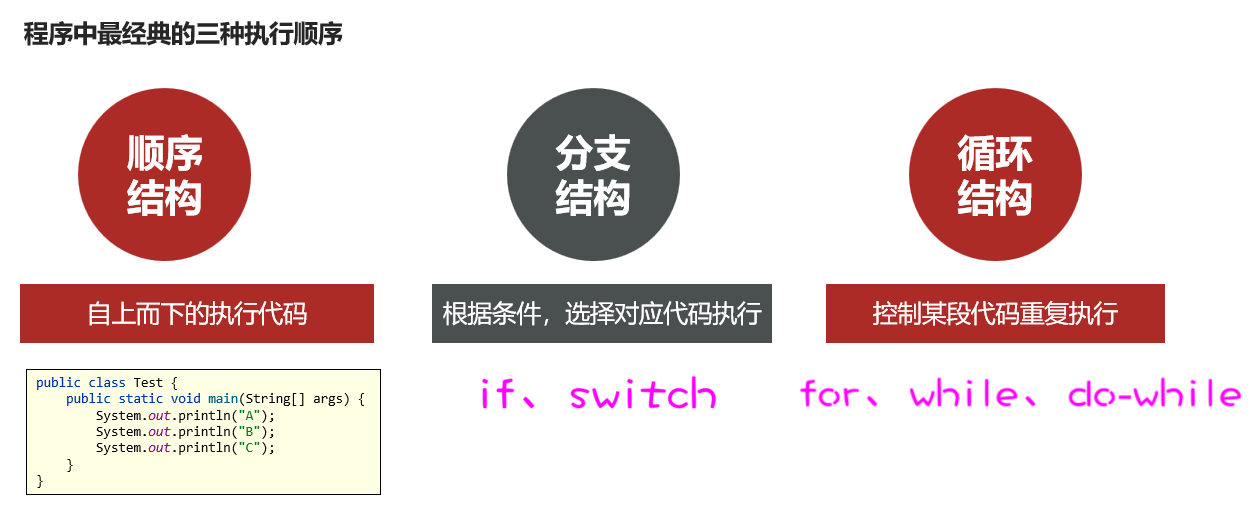 程序中最经典的三种执行顺序
顺序
结构
自上而下的执行代码
public class Test {
    public static void main(String[] args) {
        System.out.println("A");
        System.out.println("B");
        System.out.println("C");
    }
}
分支
结构
根据条件，选择对应代码执行
if、switch
循环
结构
控制某段代码重复执行
for、while、do-while